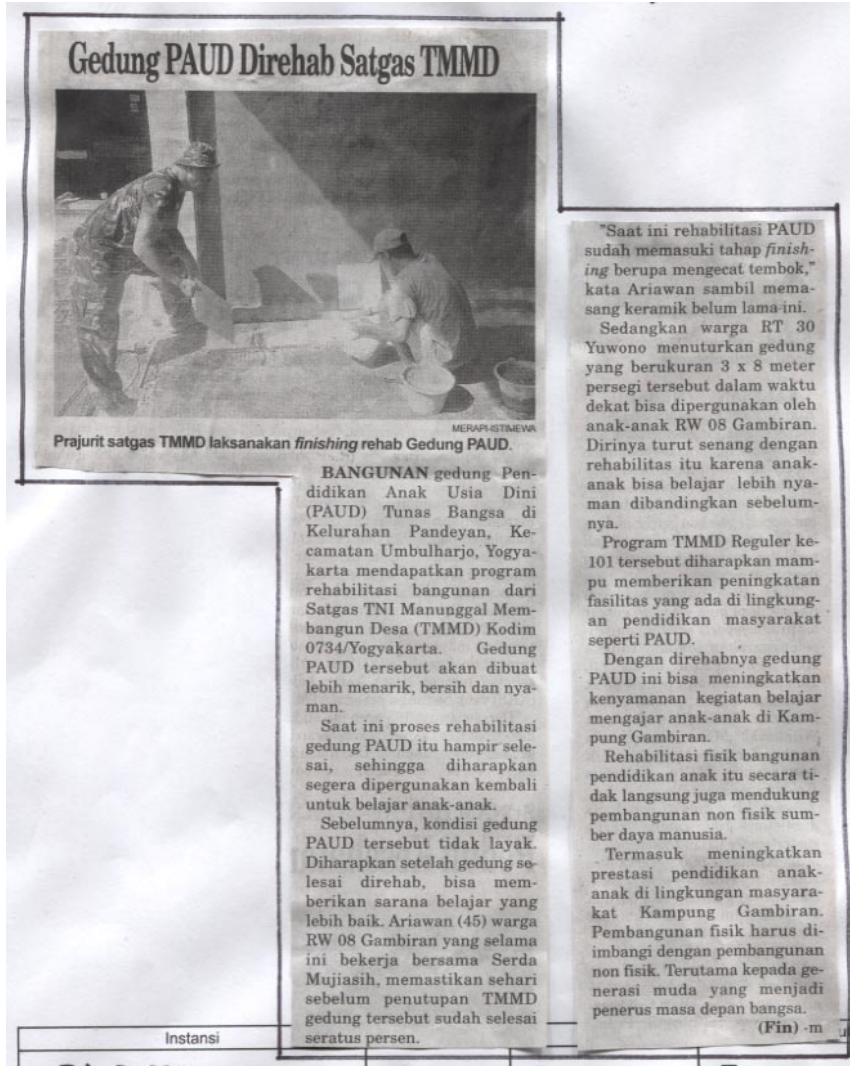 Gedung PAUD Direhab Satgas TMMD
MERAPI-ISTIMEWA
Prajurit satgas TMMD laksanakan finishing rehab Gedung PAUD.
BANGUNAN gedung Pen-
didikan Anak Usia Dini
(PAUD) Tunas Bangsa di
Kelurahan Pandeyan, Ke-
camatan Umbulharjo, Yogya-
karta mendapatkan program
rehabilitasi bangunan dari
Satgas TNI Manunggal Mem-
bangun Desa (TMMD) Kodim
0734/Yogyakarta. Gedung
PAUD tersebut akan dibuat
lebih menarik, bersih dan nya-
man.
Saat ini proses rehabilitasi
gedung PAUD itu hampir sele-
sai, sehingga diharapkan
segera dipergunakan kembali
untuk belajar anak-anak.
Sebelumnya, kondisi gedung
PAUD tersebut tidak layak.
Diharapkan setelah gedung se-
lesai direhab, bisa mem-
berikan sarana belajar yang
lebih baik. Ariawan (45) warga
RW 08 Gambiran yang selama
ini bekerja bersama Serda
Mujiasih, memastikan sehari
sebelum penutupan TMMD
gedung tersebut sudah selesai
seratus persen.
"Saat ini rehabilitasi PAUD
sudah memasuki tahap finish-
ing berupa mengecat tembok,"
kata Ariawan sambil mema-
sang keramik belum lama ini.
Sedangkan warga RT 30
Yuwono menuturkan gedung
yang berukuran 3 x 8 meter
persegi tersebut dalam waktu
dekat bisa dipergunakan oleh
anak-anak RW 08 Gambiran.
Dirinya turut senang dengan
rehabilitas itu karena anak-
anak bisa belajar lebih nya-
man dibandingkan sebelum-
nya.
Program TMMD Reguler ke-
101 tersebut diharapkan mam-
pu memberikan peningkatan
fasilitas yang ada di lingkung-
an pendidikan masyarakat
seperti PAUD.
Dengan direhabnya gedung
PAUD ini bisa meningkatkan
kenyamanan kegiatan belajar
mengajar anak-anak di Kam-
pung Gambiran.
Rehabilitasi fisik bangunan
pendidikan anak itu secara ti-
dak langsung juga mendukung
pembangunan non fisik sum-
ber daya manusia.
Termasuk meningkatkan
prestasi pendidikan anak-
anak di lingkungan masyara-
kat Kampung Gambiran.
Pembangunan fisik harus di-
imbangi dengan pembangunan
non fisik. Terutama kepada ge-
nerasi muda yang menjadi
penerus masa depan bangsa.
(Fin) -m
Instansi